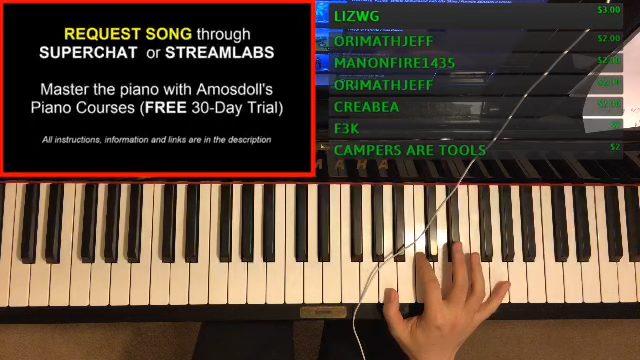 REQUEST SONG through
SUPERCHAT or STREAMLABS
Master the piano with Amosdoll's
Piano Courses (FREE 30-Day Trial)
All instructions, information and links are in the description
LIZWG $3.00
ORIMATHJEFF $2.00
MANONFIRE1435 $2.00
ORIMATHJEFF
CREABEA
F3K
CAMPERS ARE TOOLS $2